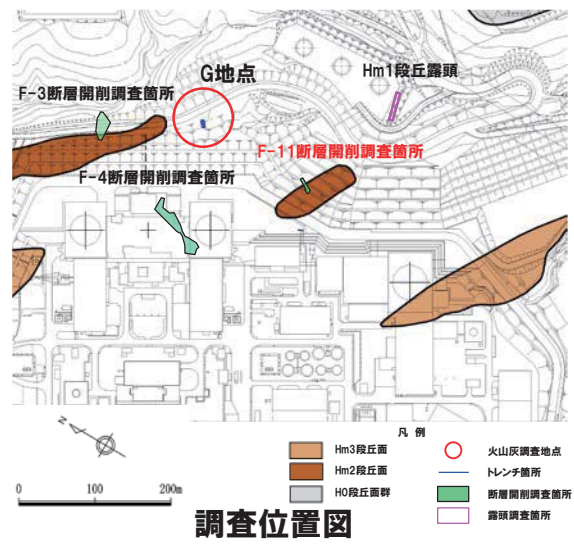 G地点
Hm1段丘露頭
F-3断層開削調査箇所
F-11断層開削調査箇所
F-4断層開削調査箇所
N
凡 例
Hm3段丘面
Hm2段丘面
H0段丘面群
火山灰調査地点
トレンチ箇所
断層開削調査箇所
露頭調査箇所
0 100 200m
調査位置図